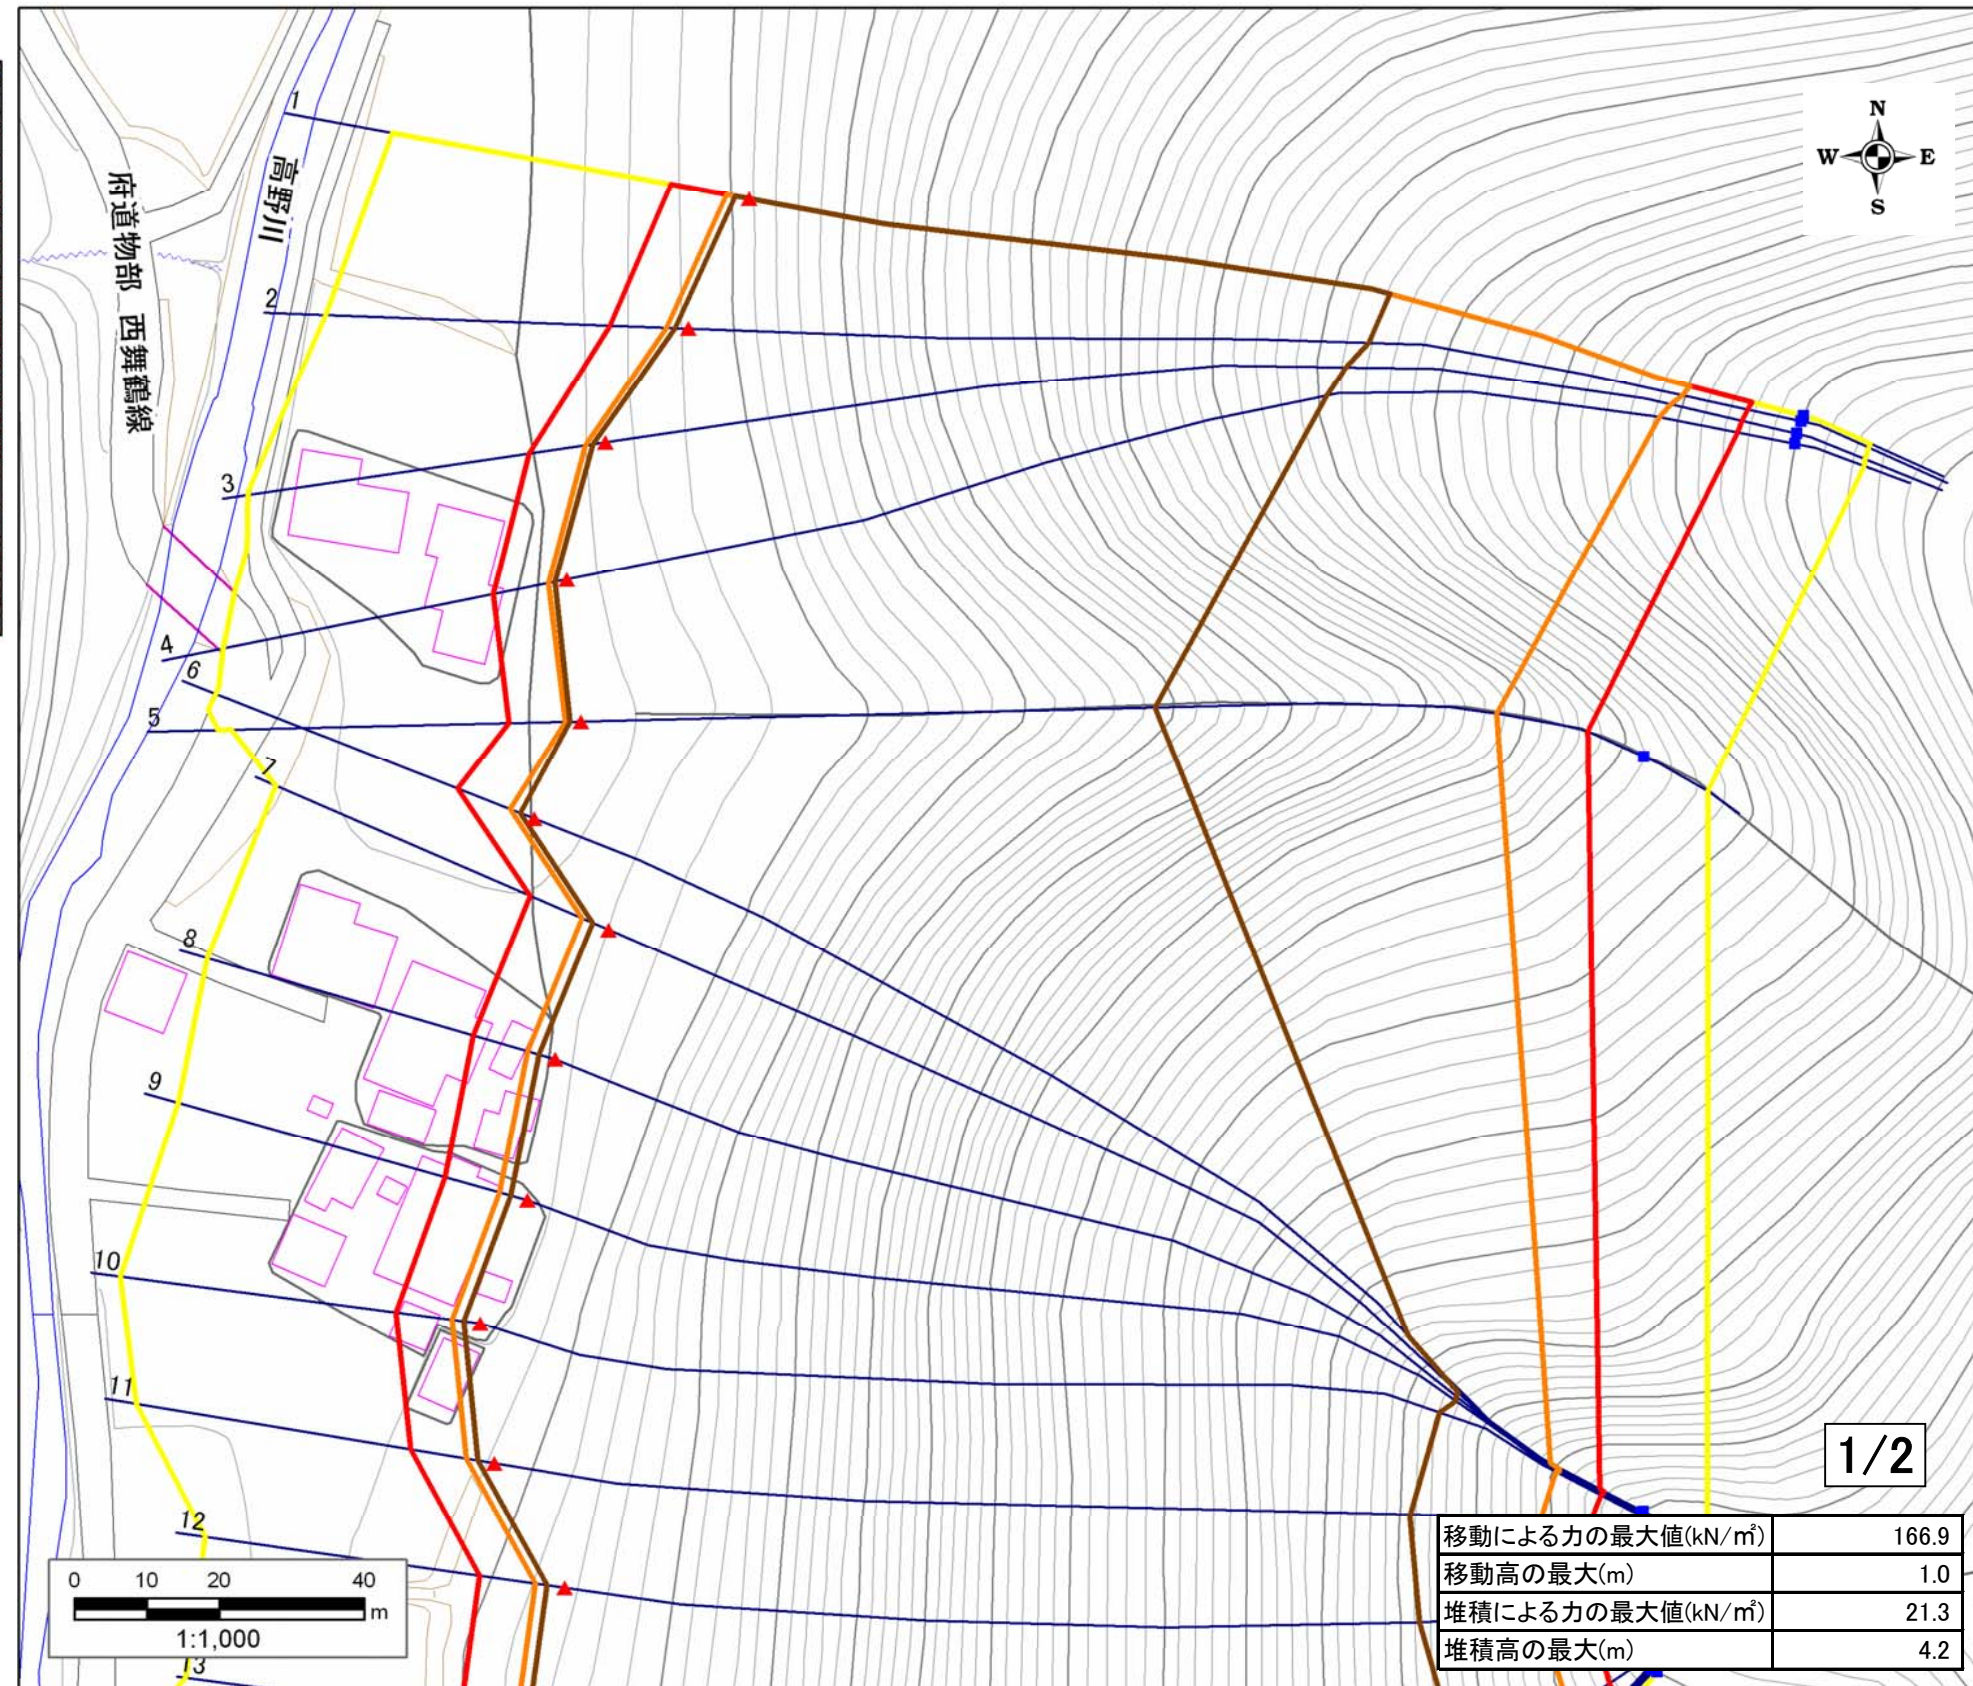 1
高野川
府道物部 西舞鶴線
N
W E
S
2
3
4
6
5
7
8
9
10
11
12
13
0 10 20 40
m
1:1,000
1/2
移動による力の最大値(kN/㎡) 166.9
移動高の最大(m) 1.0
堆積による力の最大値(kN/㎡) 21.3
堆積高の最大(m) 4.2